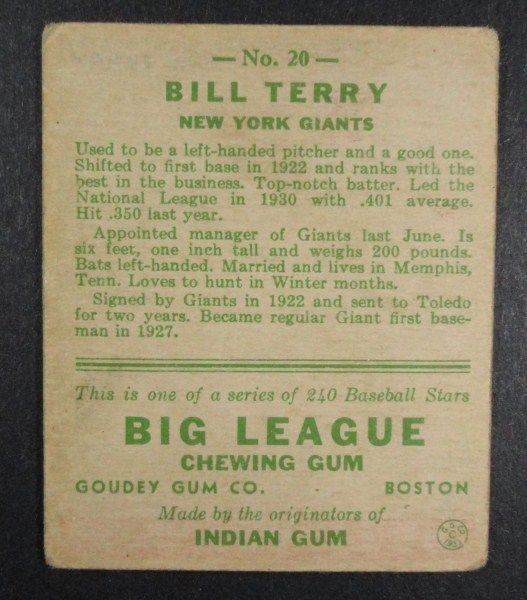 — No. 20 —
BILL TERRY
NEW YORK GIANTS
Used to be a left-handed pitcher and a good one.
Shifted to first base in 1922 and ranks with the
best in the business. Top-notch batter. Led the
National League in 1930 with .401 average.
Hit .350 last year.
Appointed manager of Giants last June. Is
six feet, one inch tall and weighs 200 pounds.
Bats left-handed. Married and lives in Memphis,
Tenn. Loves to hunt in Winter months.
Signed by Giants in 1922 and sent to Toledo
for two years. Became regular Giant first base-
man in 1927.
This is one of a series of 240 Baseball Stars
BIG LEAGUE
CHEWING GUM
GOUDEY GUM CO. BOSTON
Made by the originators of
INDIAN GUM